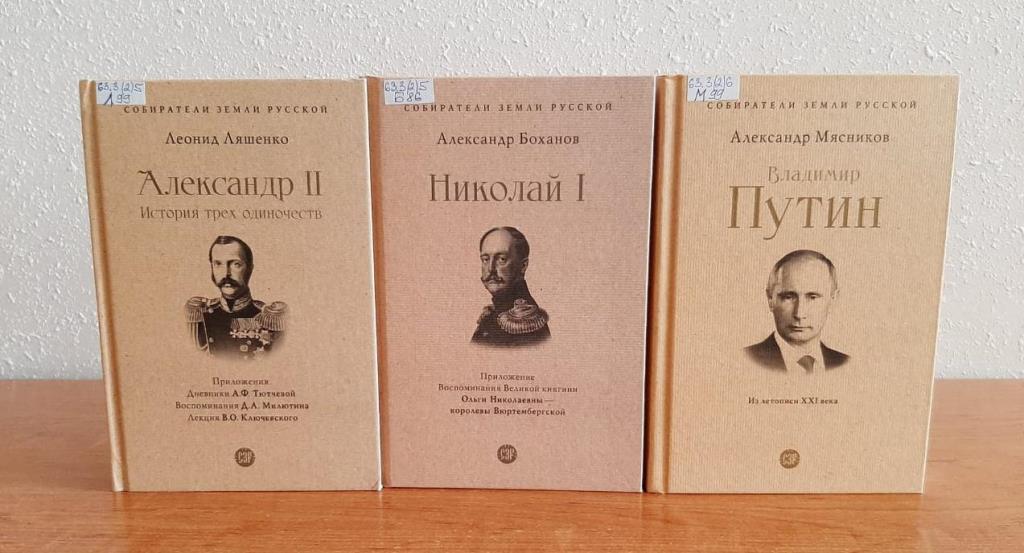 63.3(2)5
Л99
СОБИРАТЕЛИ ЗЕМЛИ РУССКОЙ
Леонид Ляшенко
Александр II
История трех одиночеств
Приложения
Дневники А.Ф. Тютчевой
Воспоминания Д.А. Милютина
Лекция В.О. Ключевского
СЗР
63.3(2)5
Б86
СОБИРАТЕЛИ ЗЕМЛИ РУССКОЙ
Александр Боханов
Николай I
Приложение
Воспоминания Великой княгини
Ольги Николаевны —
королевы Вюртембергской
СЗР
63.3(2)6
М99
СОБИРАТЕЛИ ЗЕМЛИ РУССКОЙ
Александр Мясников
Владимир
Путин
Из летописи XXI века
СЗР